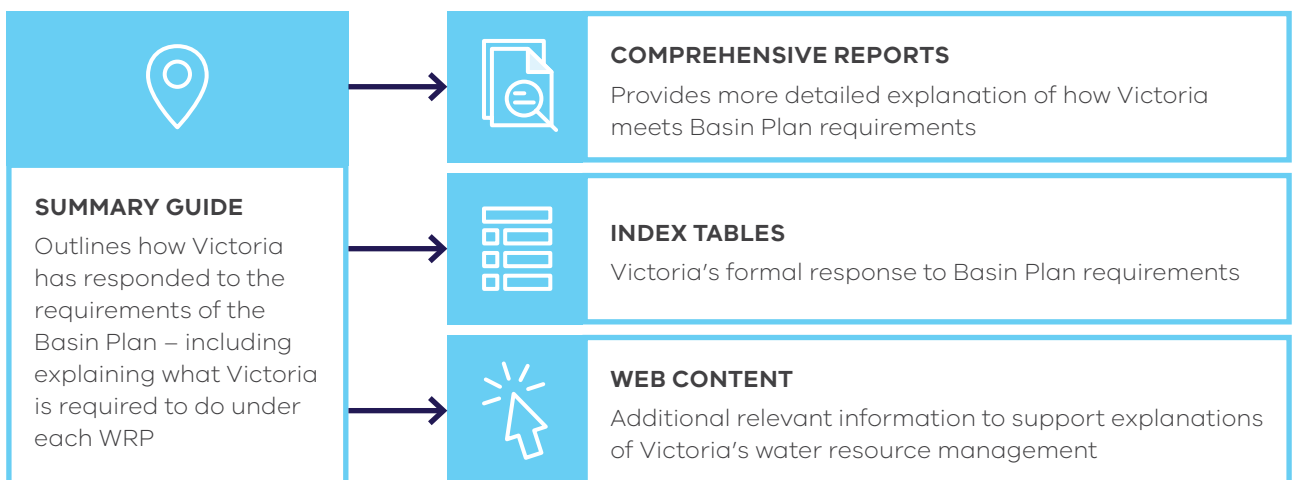 SUMMARY GUIDE
Outlines how Victoria
has responded to the
requirements of the
Basin Plan – including
explaining what Victoria
is required to do under
each WRP
COMPREHENSIVE REPORTS
Provides more detailed explanation of how Victoria
meets Basin Plan requirements
INDEX TABLES
Victoria’s formal response to Basin Plan requirements
WEB CONTENT
Additional relevant information to support explanations
of Victoria’s water resource management